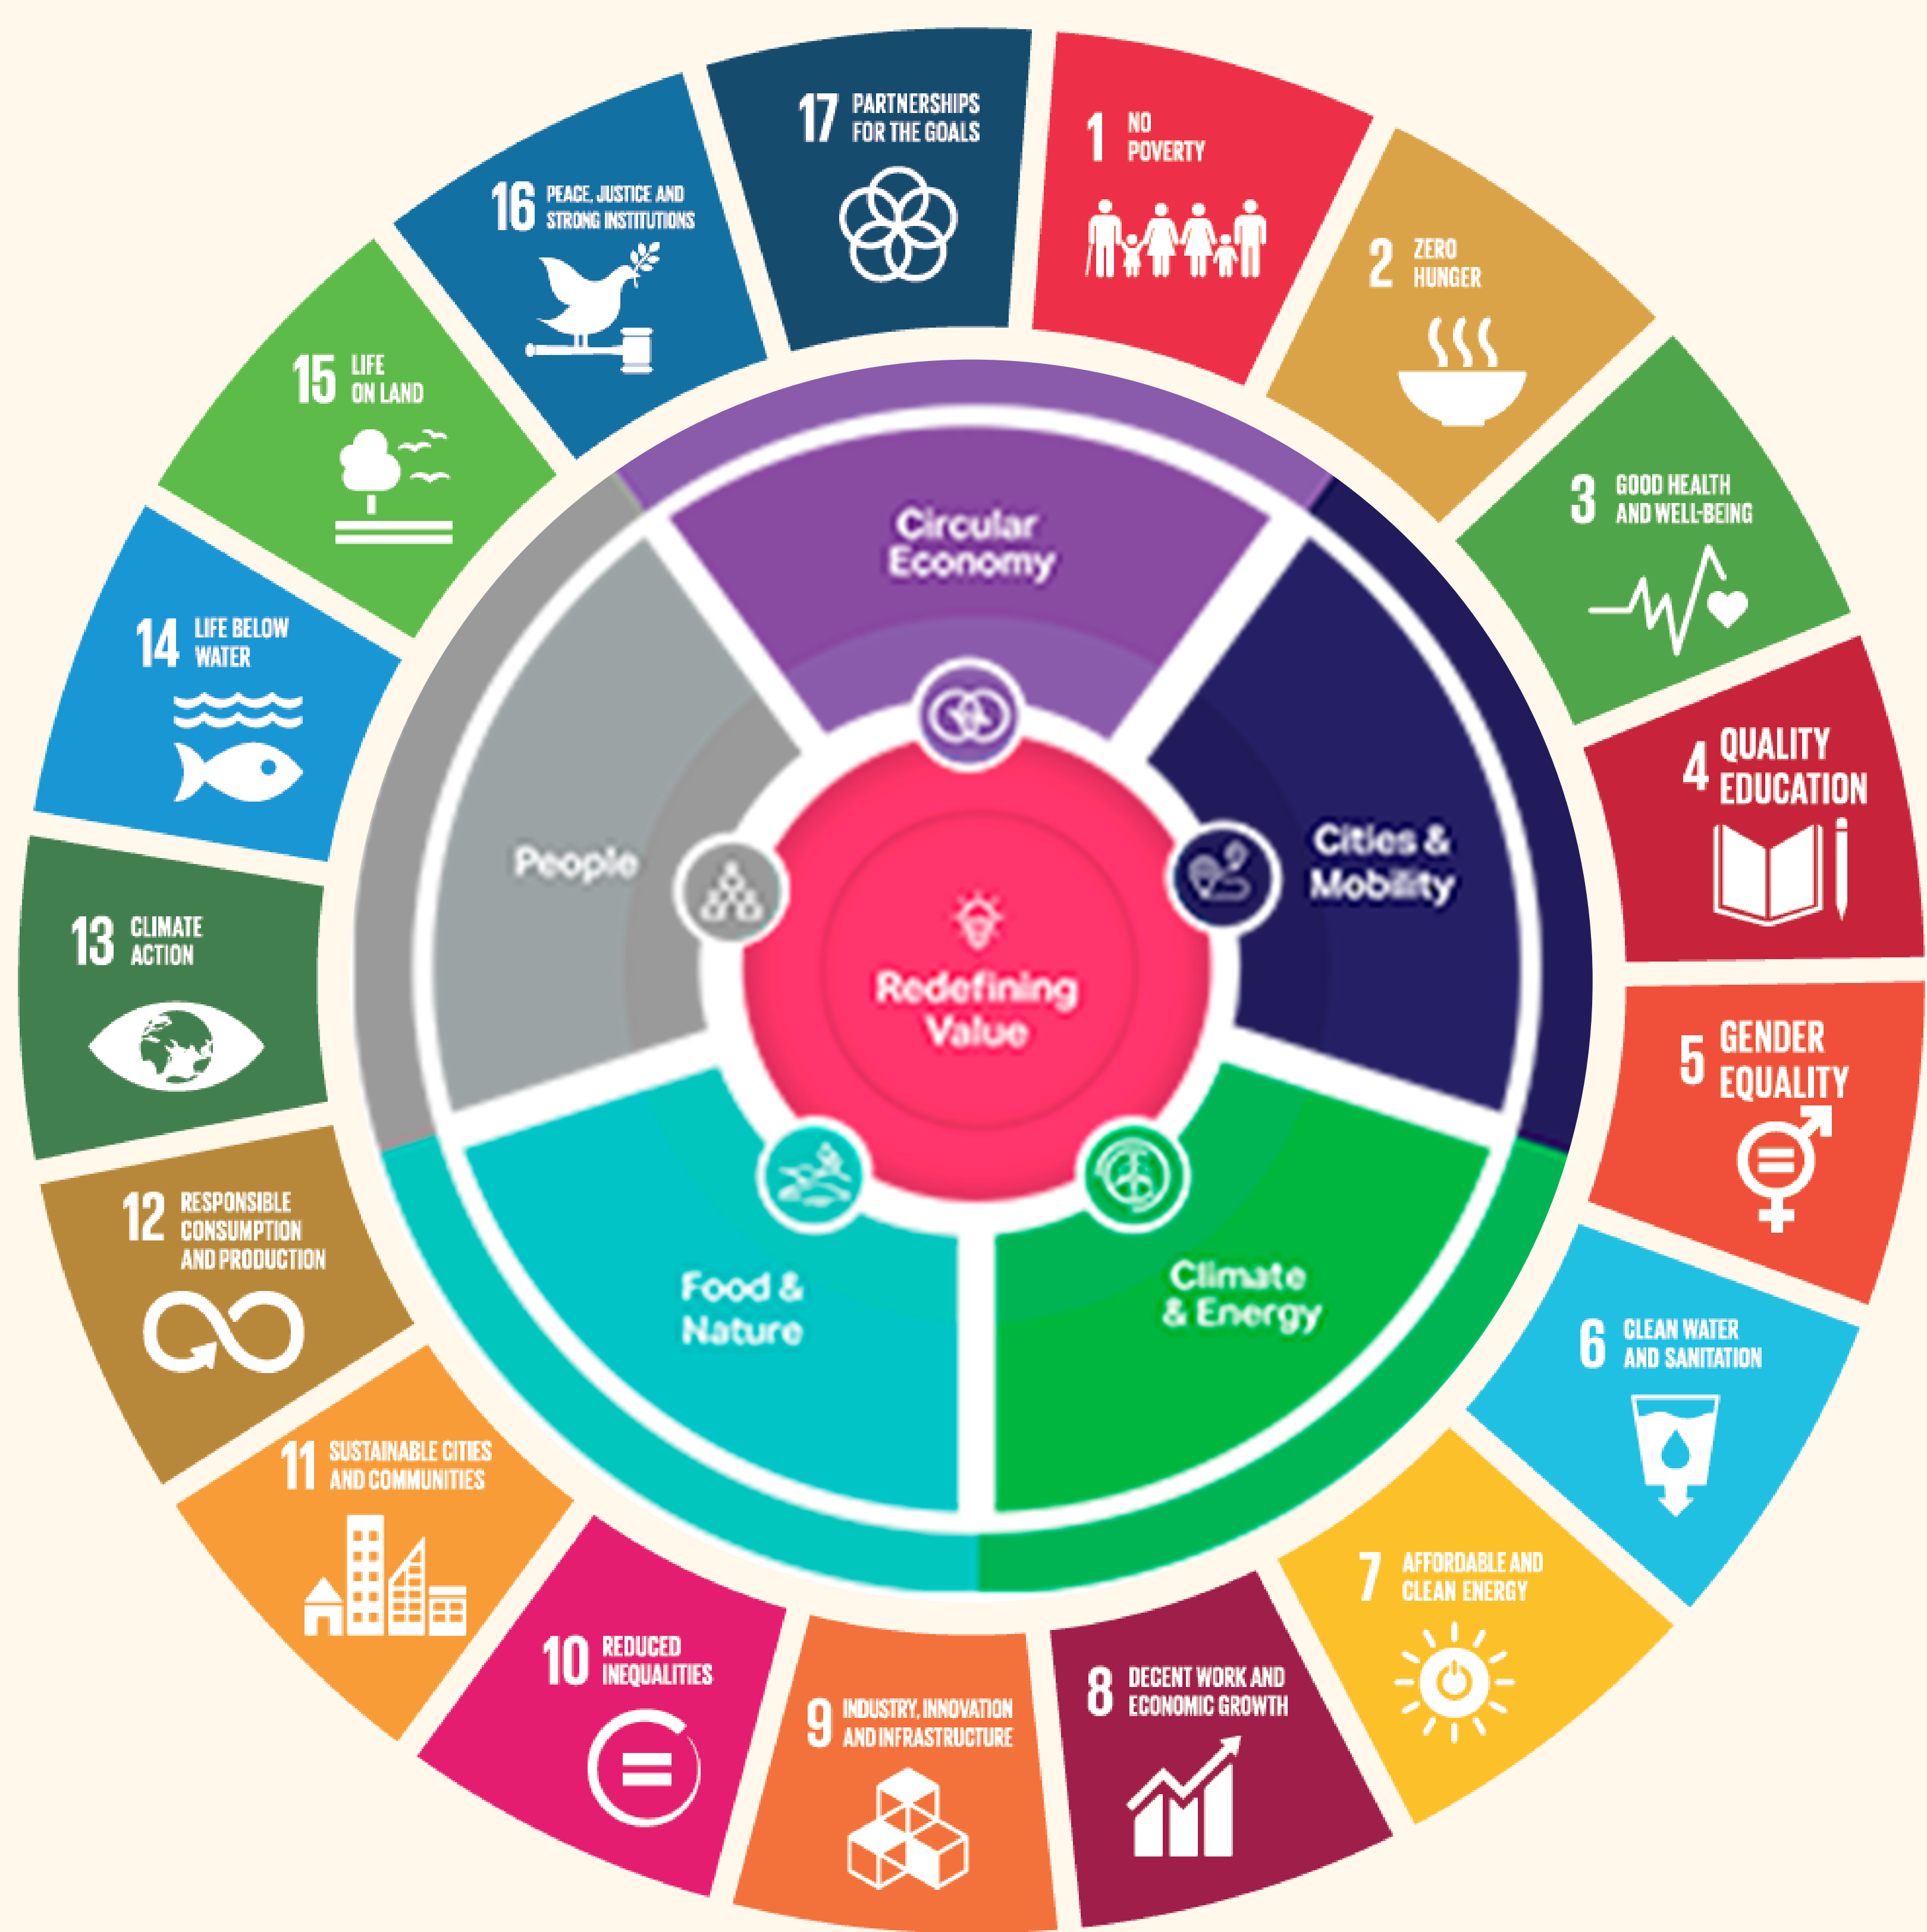 17 PARTNERSHIPS
FOR THE GOALS
1 NO
POVERTY
2 ZERO
HUNGER
3 GOOD HEALTH
AND WELL-BEING
4 QUALITY
EDUCATION
5 GENDER
EQUALITY
6 CLEAN WATER
AND SANITATION
7 AFFORDABLE AND
CLEAN ENERGY
8 DECENT WORK AND
ECONOMIC GROWTH
9 INDUSTRY, INNOVATION
AND INFRASTRUCTURE
10 REDUCED
INEQUALITIES
11 SUSTAINABLE CITIES
AND COMMUNITIES
12 RESPONSIBLE
CONSUMPTION
AND PRODUCTION
13 CLIMATE
ACTION
14 LIFE BELOW
WATER
15 LIFE
ON LAND
16 PEACE, JUSTICE AND
STRONG INSTITUTIONS
Circular
Economy
Cities &
Mobility
Climate
& Energy
Food &
Nature
People
Redefining
Value